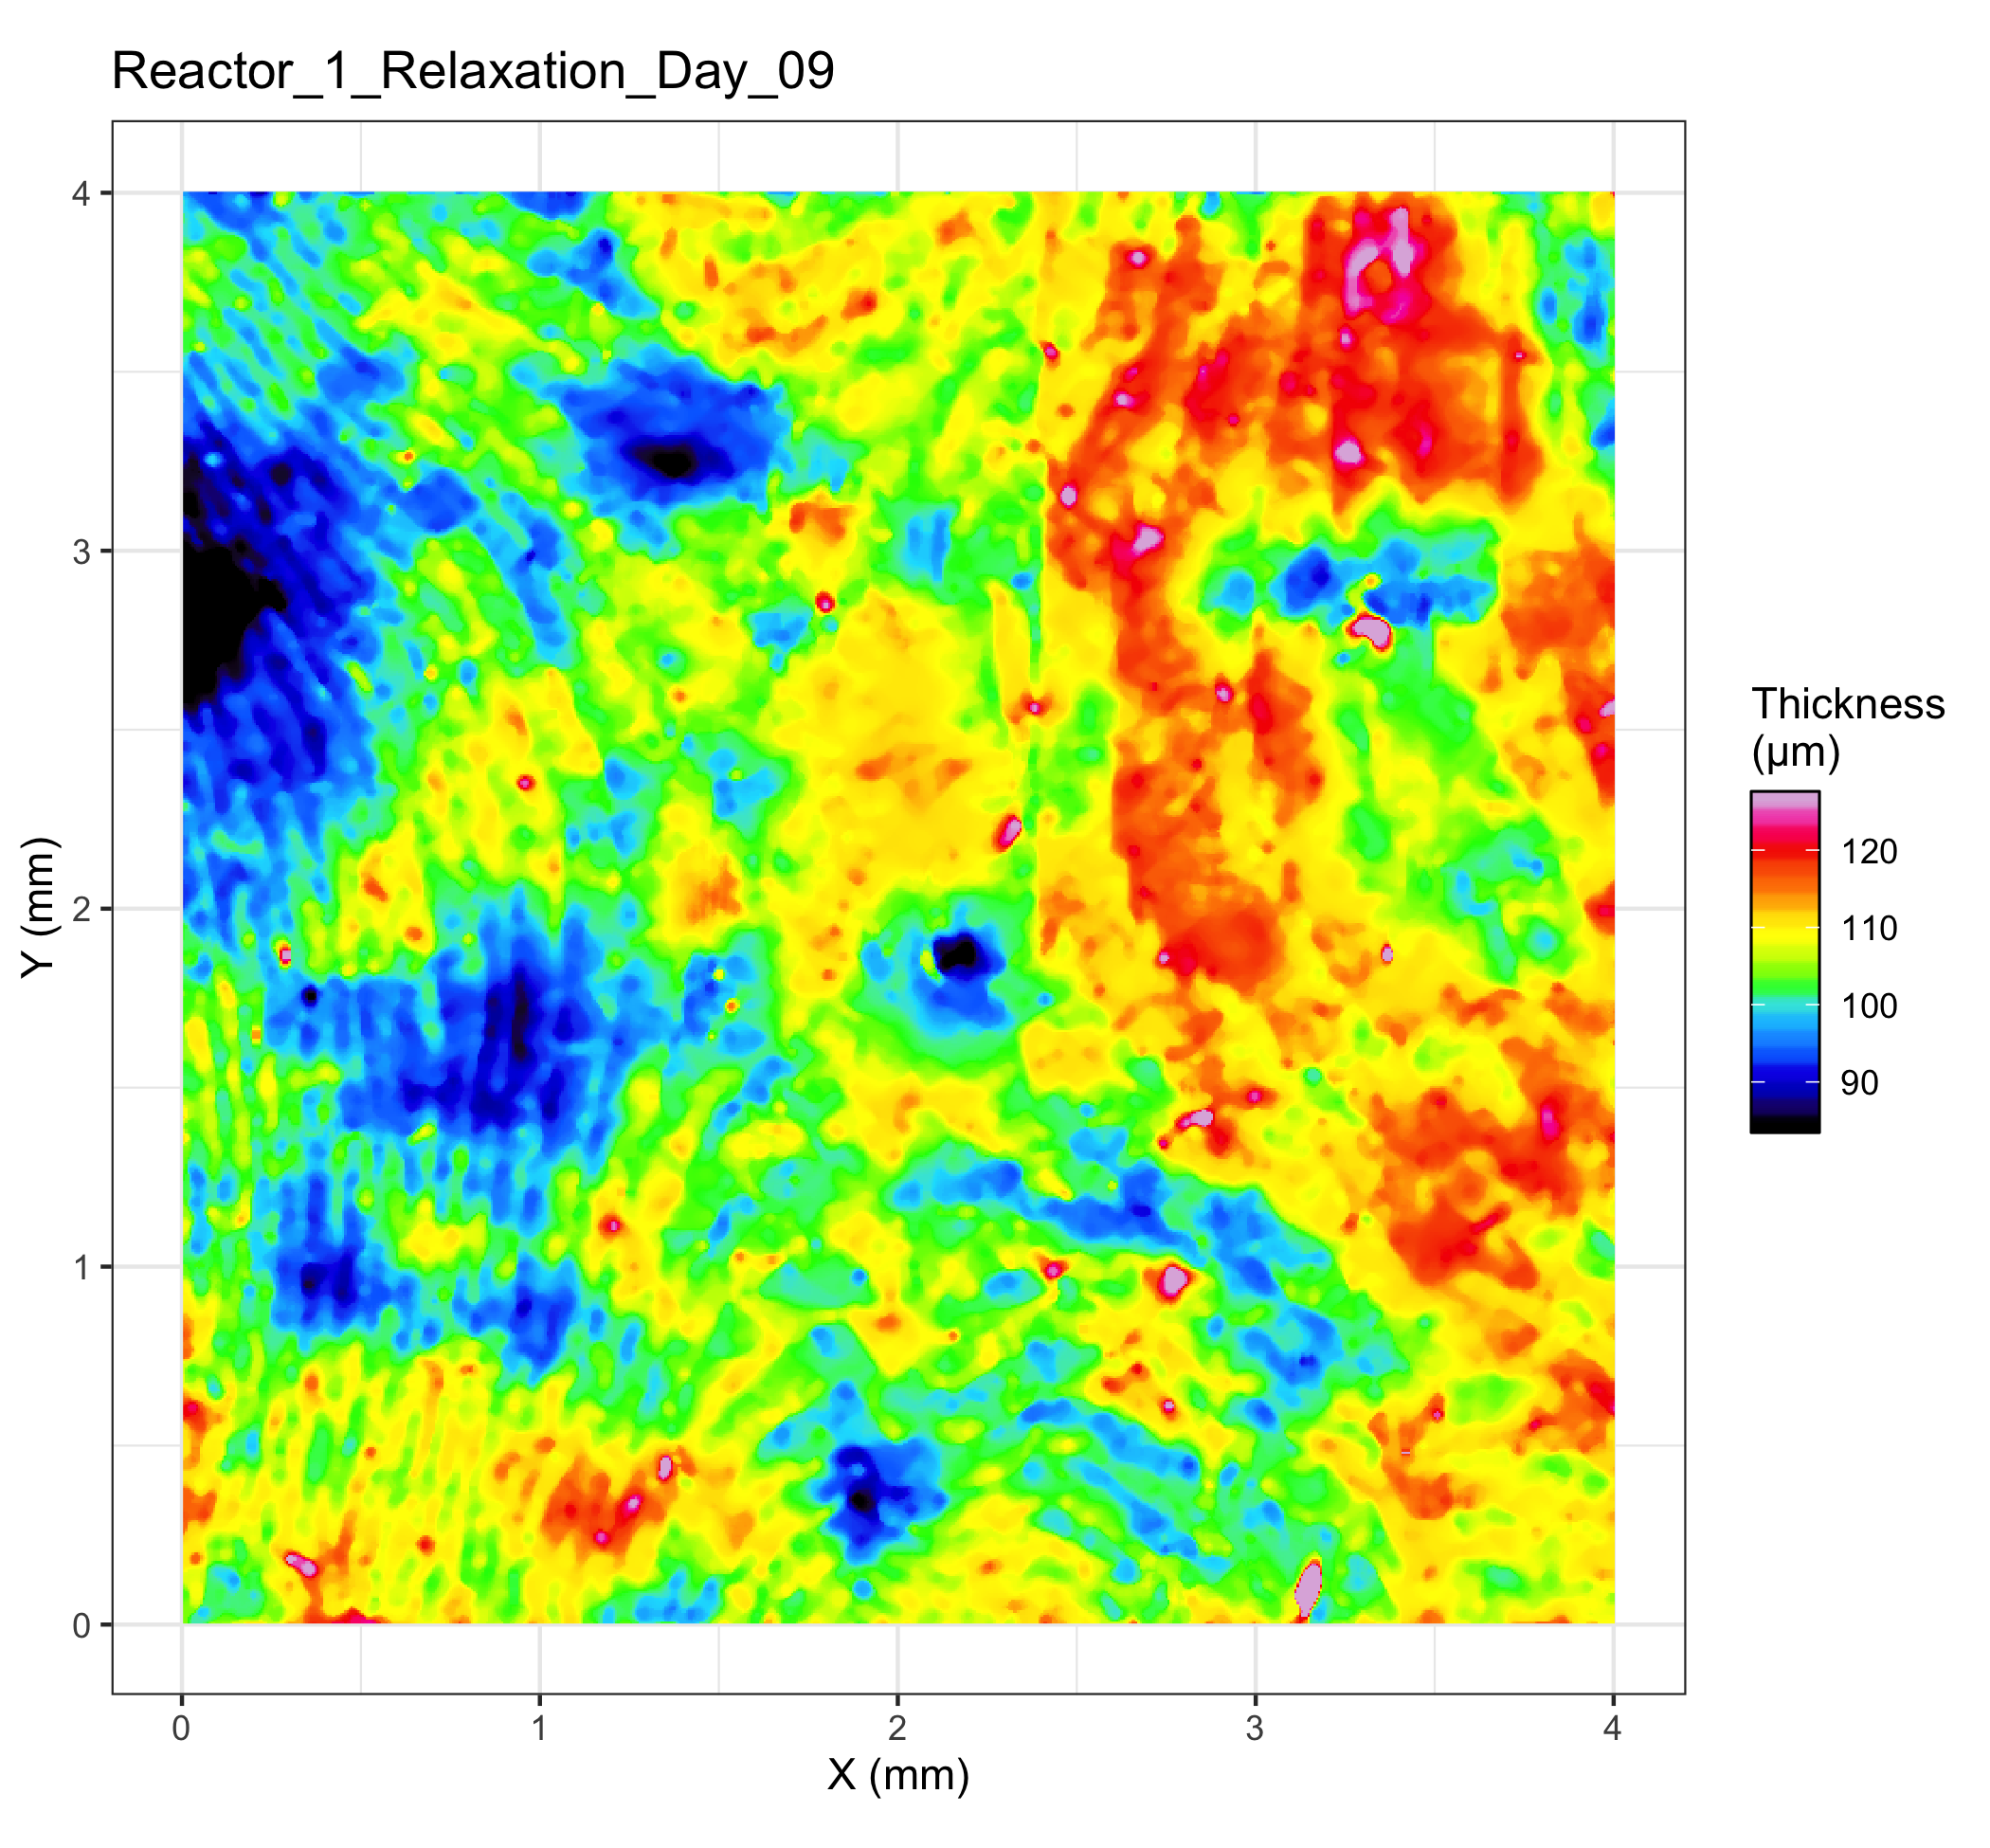 Reactor_1_Relaxation_Day_09
4
3
2
1
0
Y (mm)
0 1 2 3 4
X (mm)
Thickness
(μm)
120
110
100
90